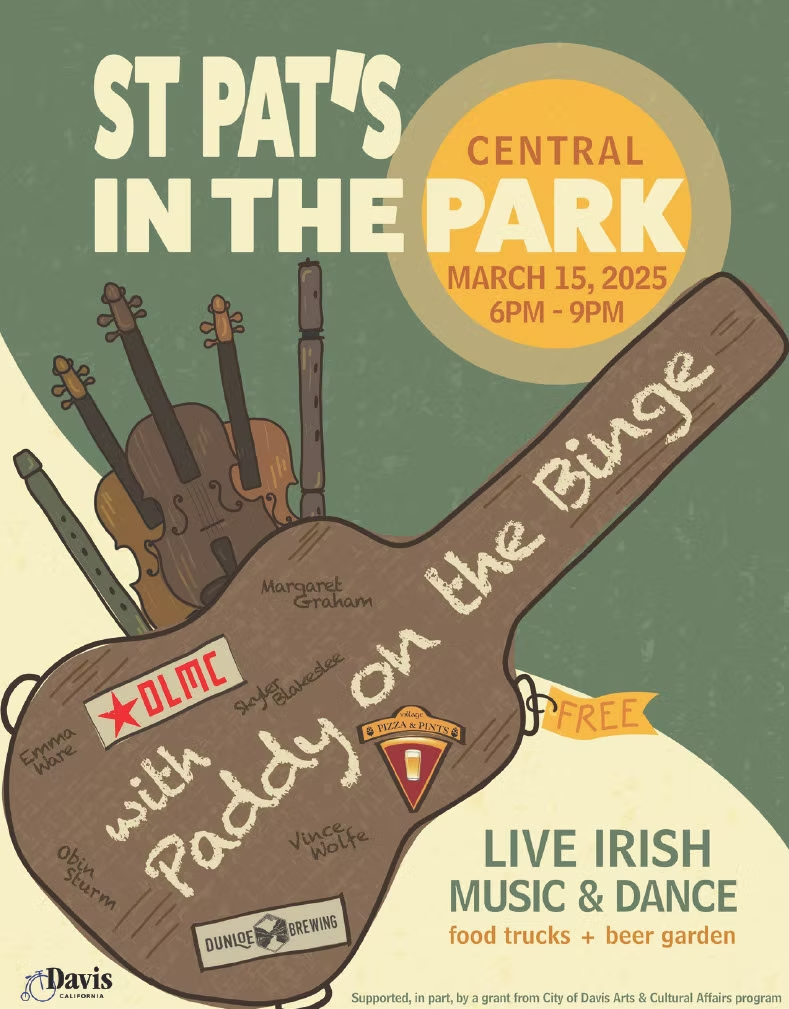 ST PAT'S
IN THE PARK
CENTRAL
MARCH 15, 2025
6PM - 9PM
with
Paddy on the Binge
Margaret
Graham
Skyler
Blakeslee
DLMC
Emma
Ware
village
PIZZA & PINTS
Vince
Wolfe
Obin
Sturm
DUNLOE BREWING
FREE
LIVE IRISH
MUSIC & DANCE
food trucks + beer garden
Davis
CALIFORNIA
Supported, in part, by a grant from City of Davis Arts & Cultural Affairs program